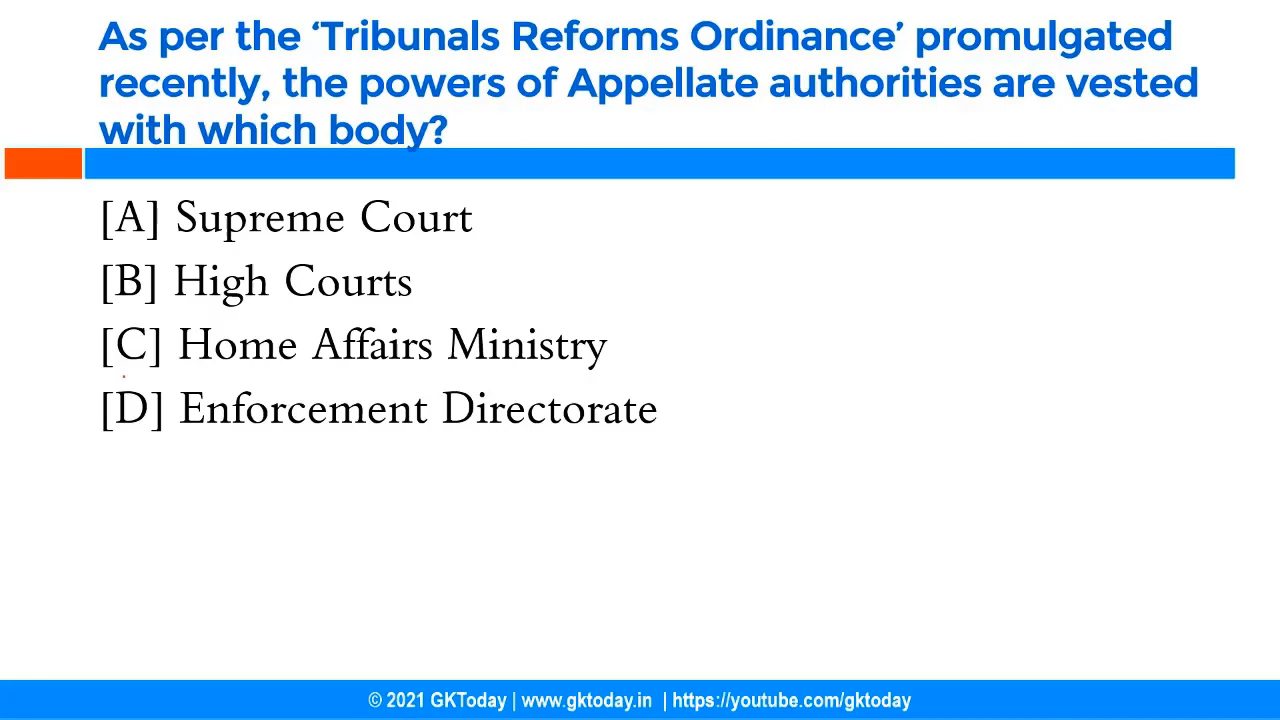 As per the ‘Tribunals Reforms Ordinance’ promulgated
recently, the powers of Appellate authorities are vested
with which body?
[A] Supreme Court
[B] High Courts
[C] Home Affairs Ministry
[D] Enforcement Directorate
© 2021 GKToday | www.gktoday.in | https://youtube.com/gktoday